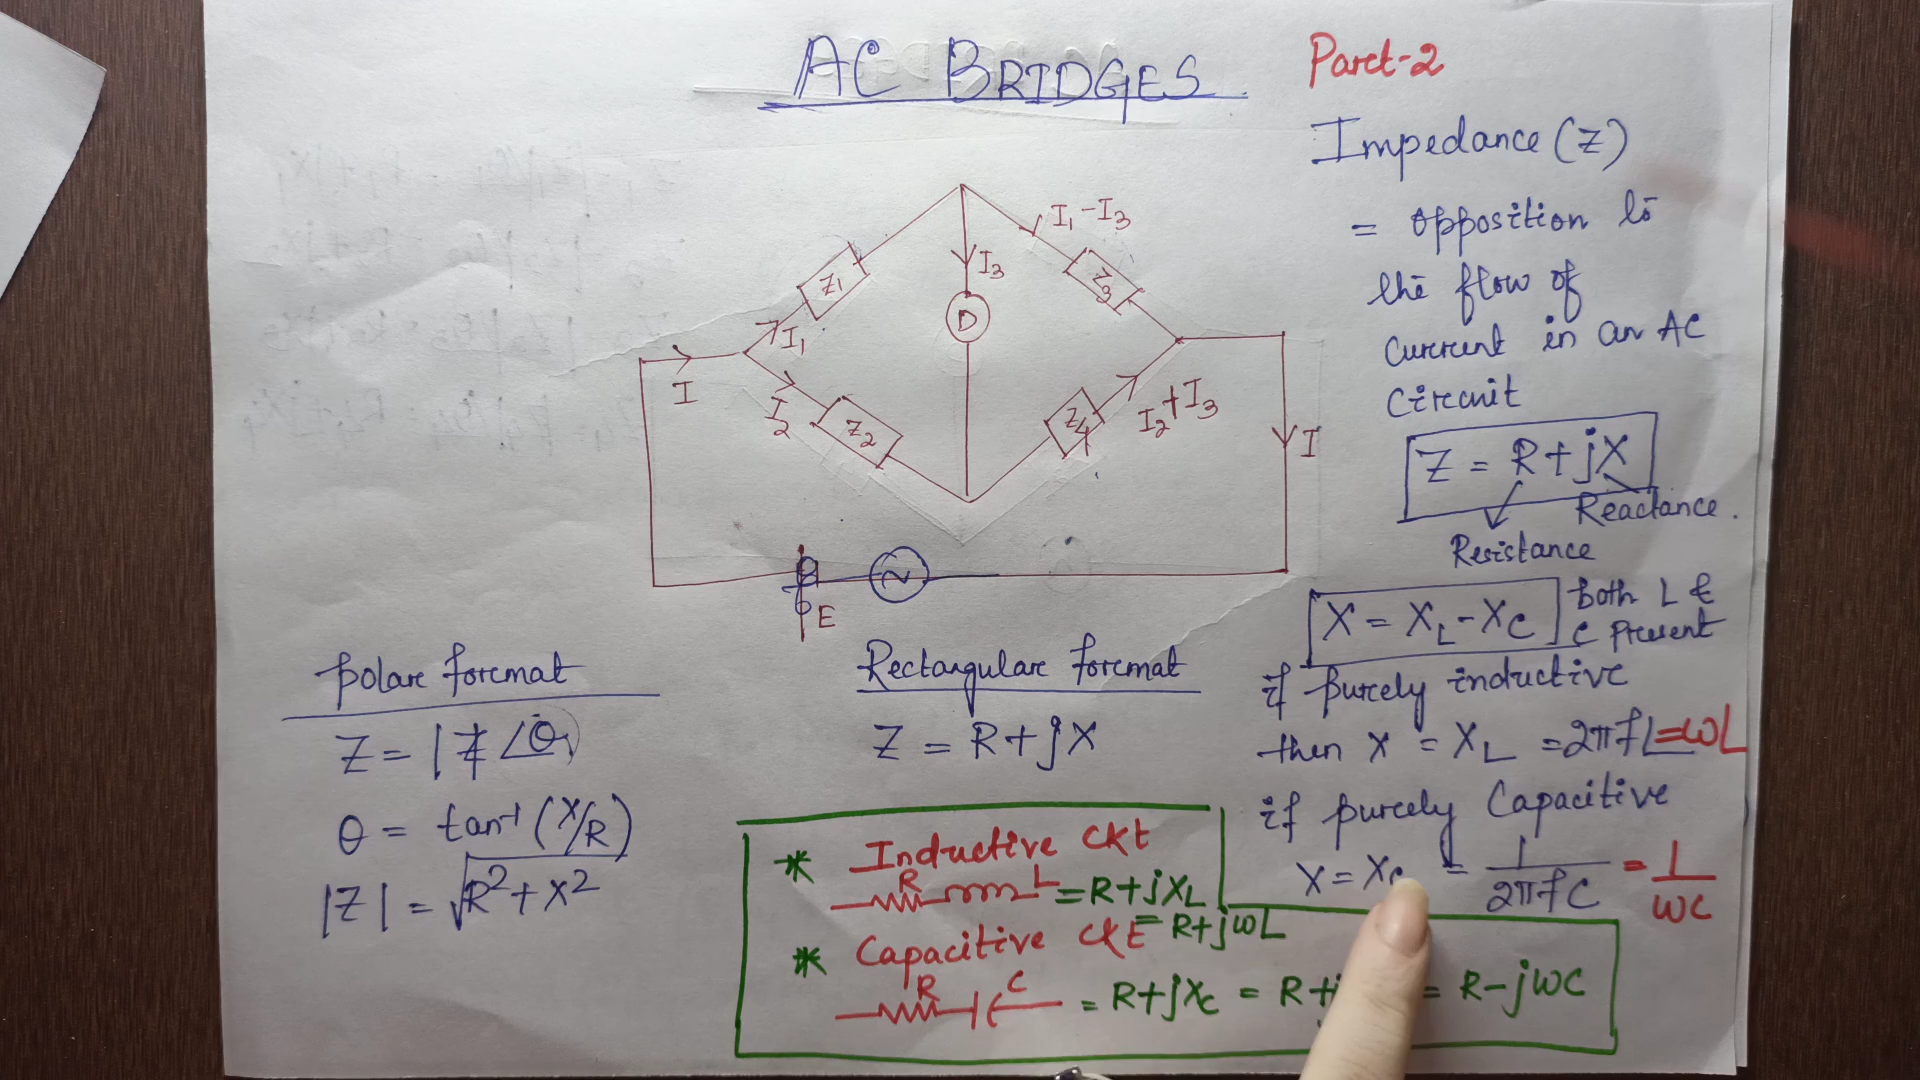 AC BRIDGES
Part-2
Impedance (Z)
= opposition to
the flow of
current in an AC
circuit
Z = R+jX
Reactance.
Resistance
X = XL-XC
both L &
C present
if purely inductive
then X = XL = 2πfL=ωL
if purely Capacitive
X = XC = 1/2πfC = 1/ωC
I1
I1-I3
I3
Z1
Z3
D
I
I2
Z2
Z4
I2+I3
I
E
Polar format
Z = |Z ∠θ
θ = tan-1 (X/R)
|Z| = √R²+X²
Rectangular format
Z = R+jX
* Inductive Ckt
R L = R+jXL
= R+jωL
* Capacitive Ckt
R C = R+jXC = R+j = R-jωC